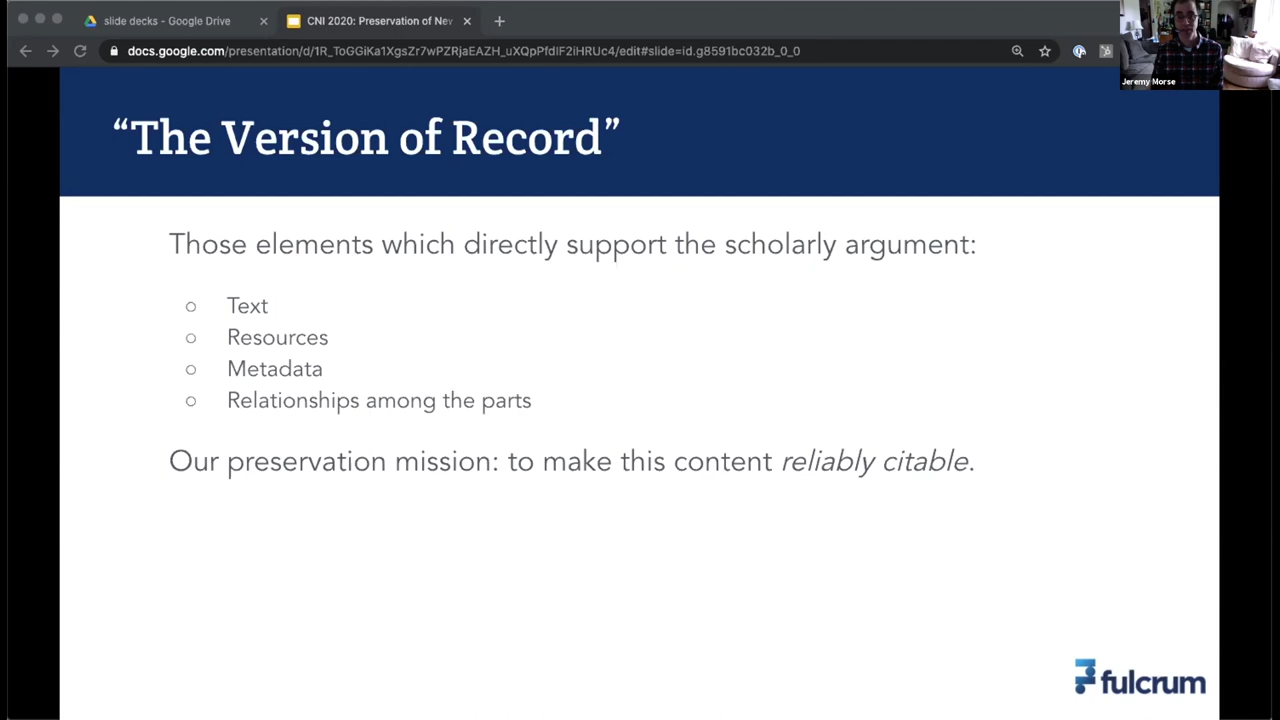 slide decks - Google Drive
CNI 2020: Preservation of Nev
docs.google.com/presentation/d/1R_ToGGiKa1XgsZr7wPZRjaEAZH_uXQpPfdIF2iHRUc4/edit#slide=id.g8591bc032b_0_0
Jeremy Morse
“The Version of Record”
Those elements which directly support the scholarly argument:
○ Text
○ Resources
○ Metadata
○ Relationships among the parts
Our preservation mission: to make this content reliably citable.
fulcrum